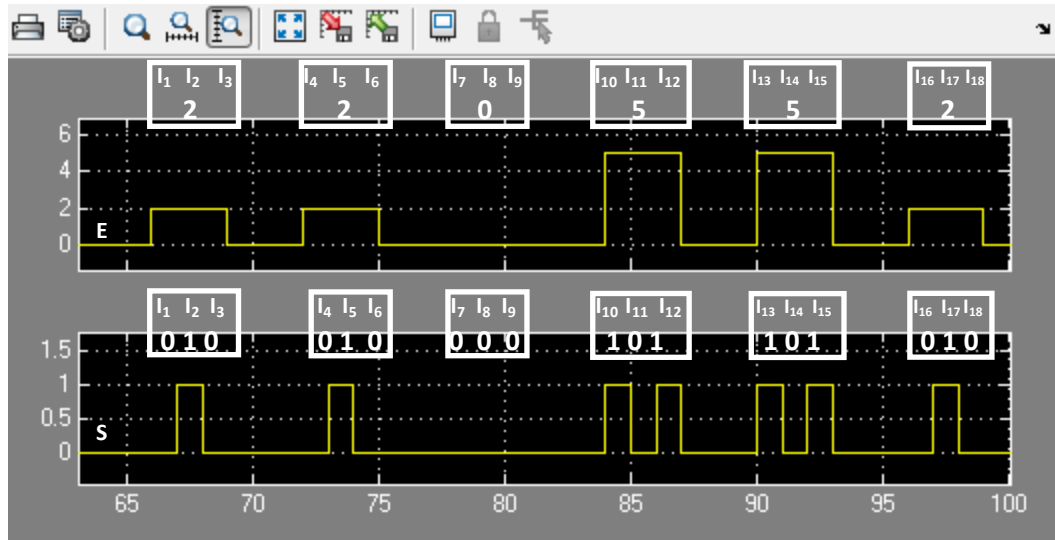 I₁ I₂ I₃ I₄ I₅ I₆ I₇ I₈ I₉ I₁₀ I₁₁ I₁₂ I₁₃ I₁₄ I₁₅ I₁₆ I₁₇ I₁₈
2 2 0 5 5 2
6
4
2
0
E
I₁ I₂ I₃ I₄ I₅ I₆ I₇ I₈ I₉ I₁₀ I₁₁ I₁₂ I₁₃ I₁₄ I₁₅ I₁₆ I₁₇ I₁₈
0 1 0 0 1 0 0 0 0 1 0 1 1 0 1 0 1 0
1.5
1
0.5
0
S
65 70 75 80 85 90 95 100